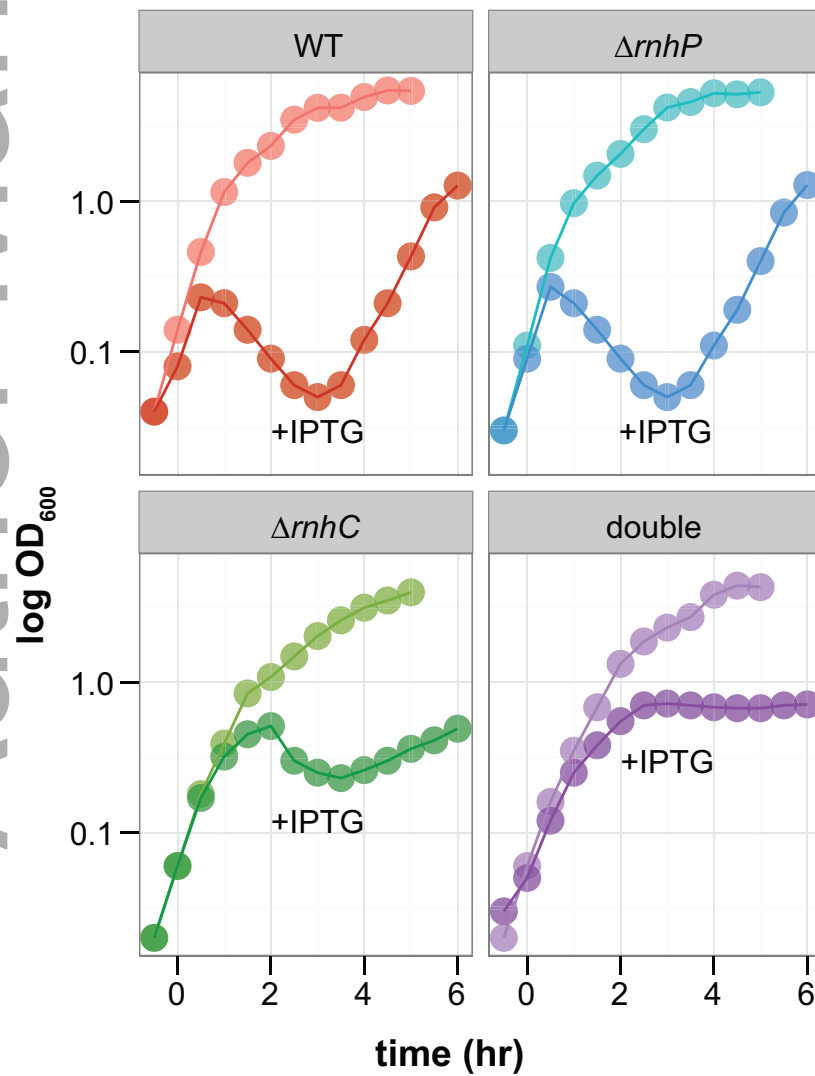 WT
ΔrnhP
1.0
0.1
+IPTG
+IPTG
log OD600
ΔrnhC
double
1.0
0.1
+IPTG
+IPTG
0 2 4 6
0 2 4 6
time (hr)